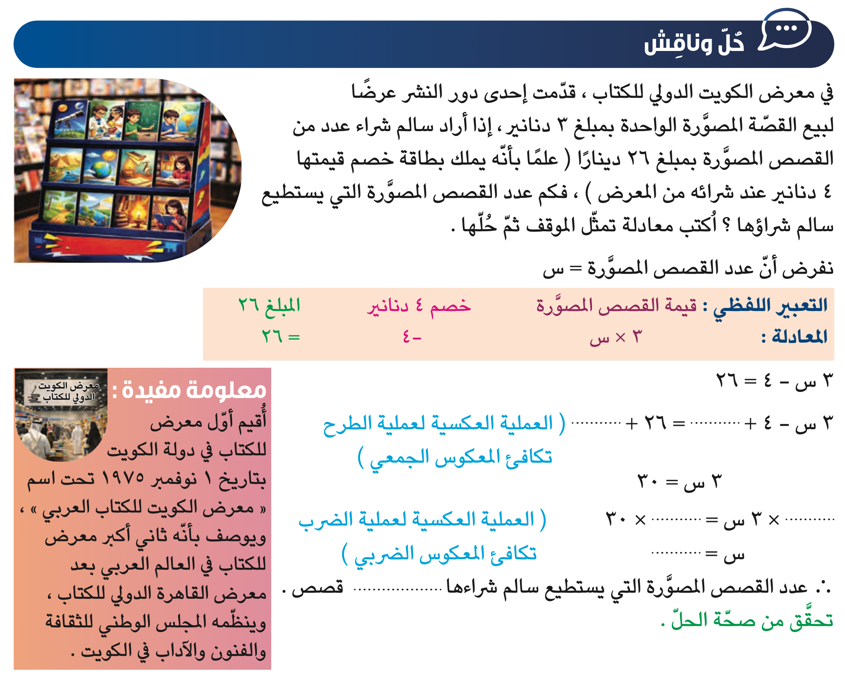 حُلّ وناقِش
في معرض الكويت الدولي للكتاب ، قدّمت إحدى دور النشر عرضًا
لبيع القصّة المصوَّرة الواحدة بمبلغ ٣ دنانير ، إذا أراد سالم شراء عدد من
القصص المصوَّرة بمبلغ ٢٦ دينارًا ( علمًا بأنّه يملك بطاقة خصم قيمتها
٤ دنانير عند شرائه من المعرض ) ، فكم عدد القصص المصوَّرة التي يستطيع
سالم شراؤها ؟ اُكتب معادلة تمثّل الموقف ثمّ حُلّها .
نفرض أنّ عدد القصص المصوَّرة = س
التعبير اللفظي : قيمة القصص المصوَّرة خصم ٤ دنانير المبلغ ٢٦
المعادلة : ٣ × س –٤ = ٢٦
٣ س – ٤ = ٢٦
٣ س – ٤ + ........... = ٢٦ + ........... ( العملية العكسية لعملية الطرح
تكافئ المعكوس الجمعي )
٣ س = ٣٠
........... × ٣ س = ........... × ٣٠ ( العملية العكسية لعملية الضرب
س = ........... تكافئ المعكوس الضربي )
∴ عدد القصص المصوَّرة التي يستطيع سالم شراءها .................... قصص .
تحقَّق من صحّة الحلّ .
معرض الكويت
الدولي للكتاب
معلومة مفيدة :
أُقيم أوّل معرض
للكتاب في دولة الكويت
بتاريخ ١ نوفمبر ١٩٧٥ تحت اسم
« معرض الكويت للكتاب العربي » ،
ويوصف بأنّه ثاني أكبر معرض
للكتاب في العالم العربي بعد
معرض القاهرة الدولي للكتاب ،
وينظّمه المجلس الوطني للثقافة
والفنون والآداب في الكويت .